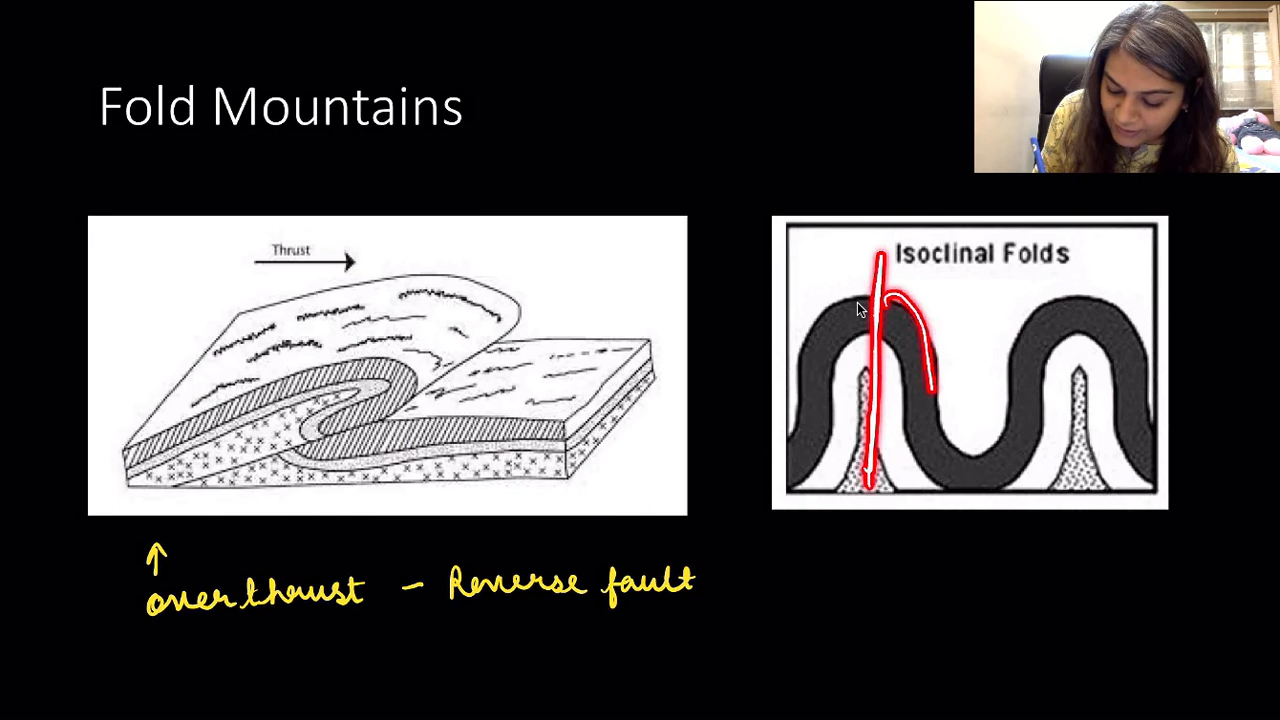 Fold Mountains
Thrust
Isoclinal Folds
overthrust - Reverse fault